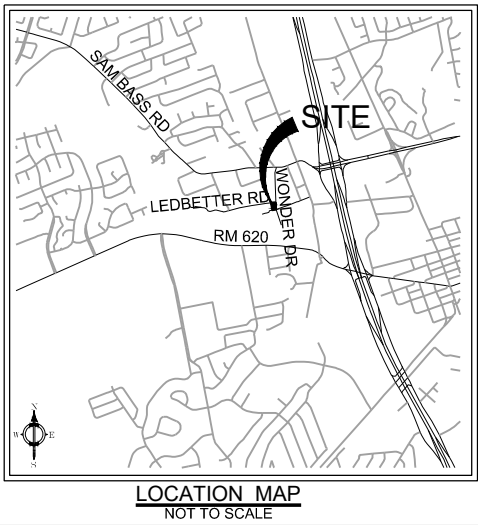 SAM BASS RD
SITE
LEDBETTER RD
WONDER DR
RM 620
N
W E
S
LOCATION MAP
NOT TO SCALE